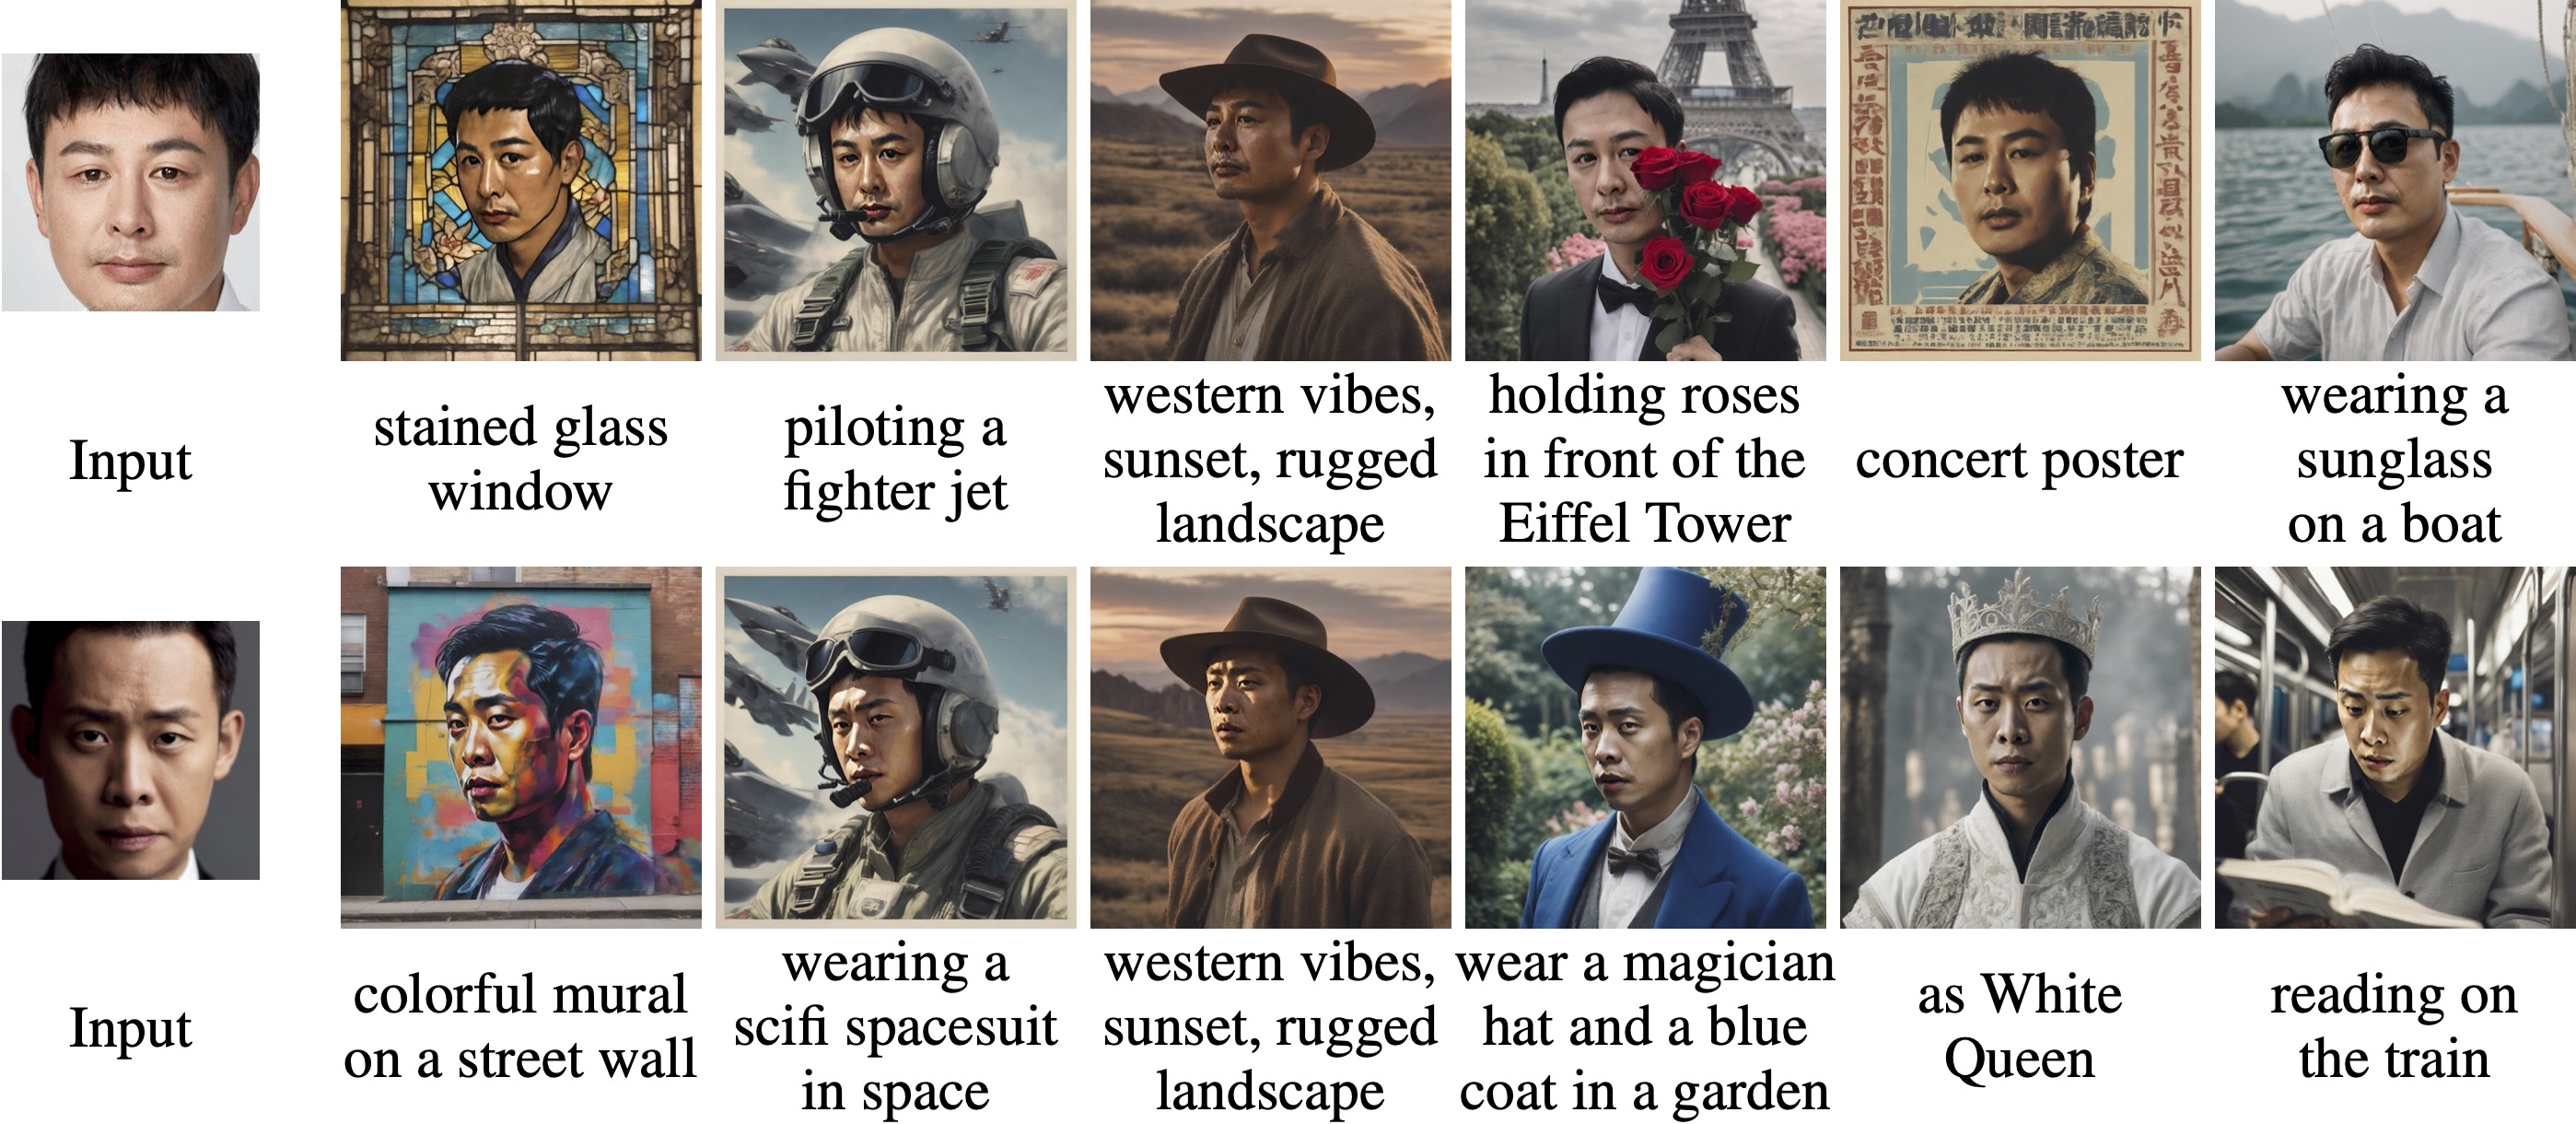 Input
stained glass
window
piloting a
fighter jet
western vibes,
sunset, rugged
landscape
holding roses
in front of the
Eiffel Tower
concert poster
wearing a
sunglass
on a boat
Input
colorful mural
on a street wall
wearing a
scifi spacesuit
in space
western vibes,
sunset, rugged
landscape
wear a magician
hat and a blue
coat in a garden
as White
Queen
reading on
the train